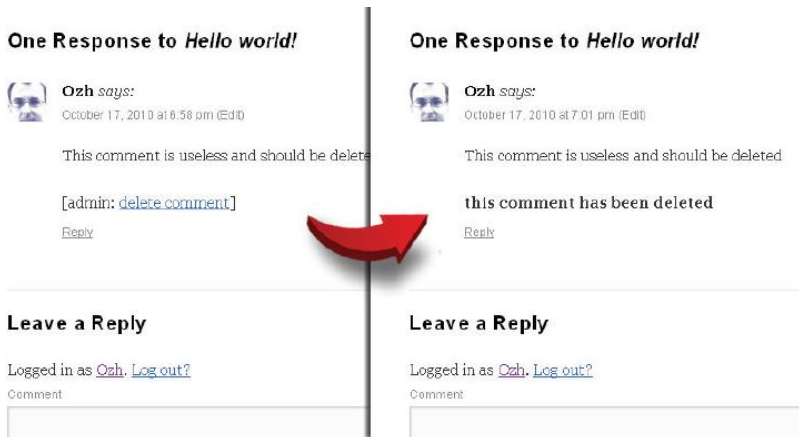 One Response to Hello world!
Ozh says:
October 17, 2010 at 6:58 pm (Edit)
This comment is useless and should be delete
[admin: delete comment]
Reply
Leave a Reply
Logged in as Ozh. Log out?
Comment
One Response to Hello world!
Ozh says:
October 17, 2010 at 7:01 pm (Edit)
This comment is useless and should be deleted
this comment has been deleted
Reply
Leave a Reply
Logged in as Ozh. Log out?
Comment